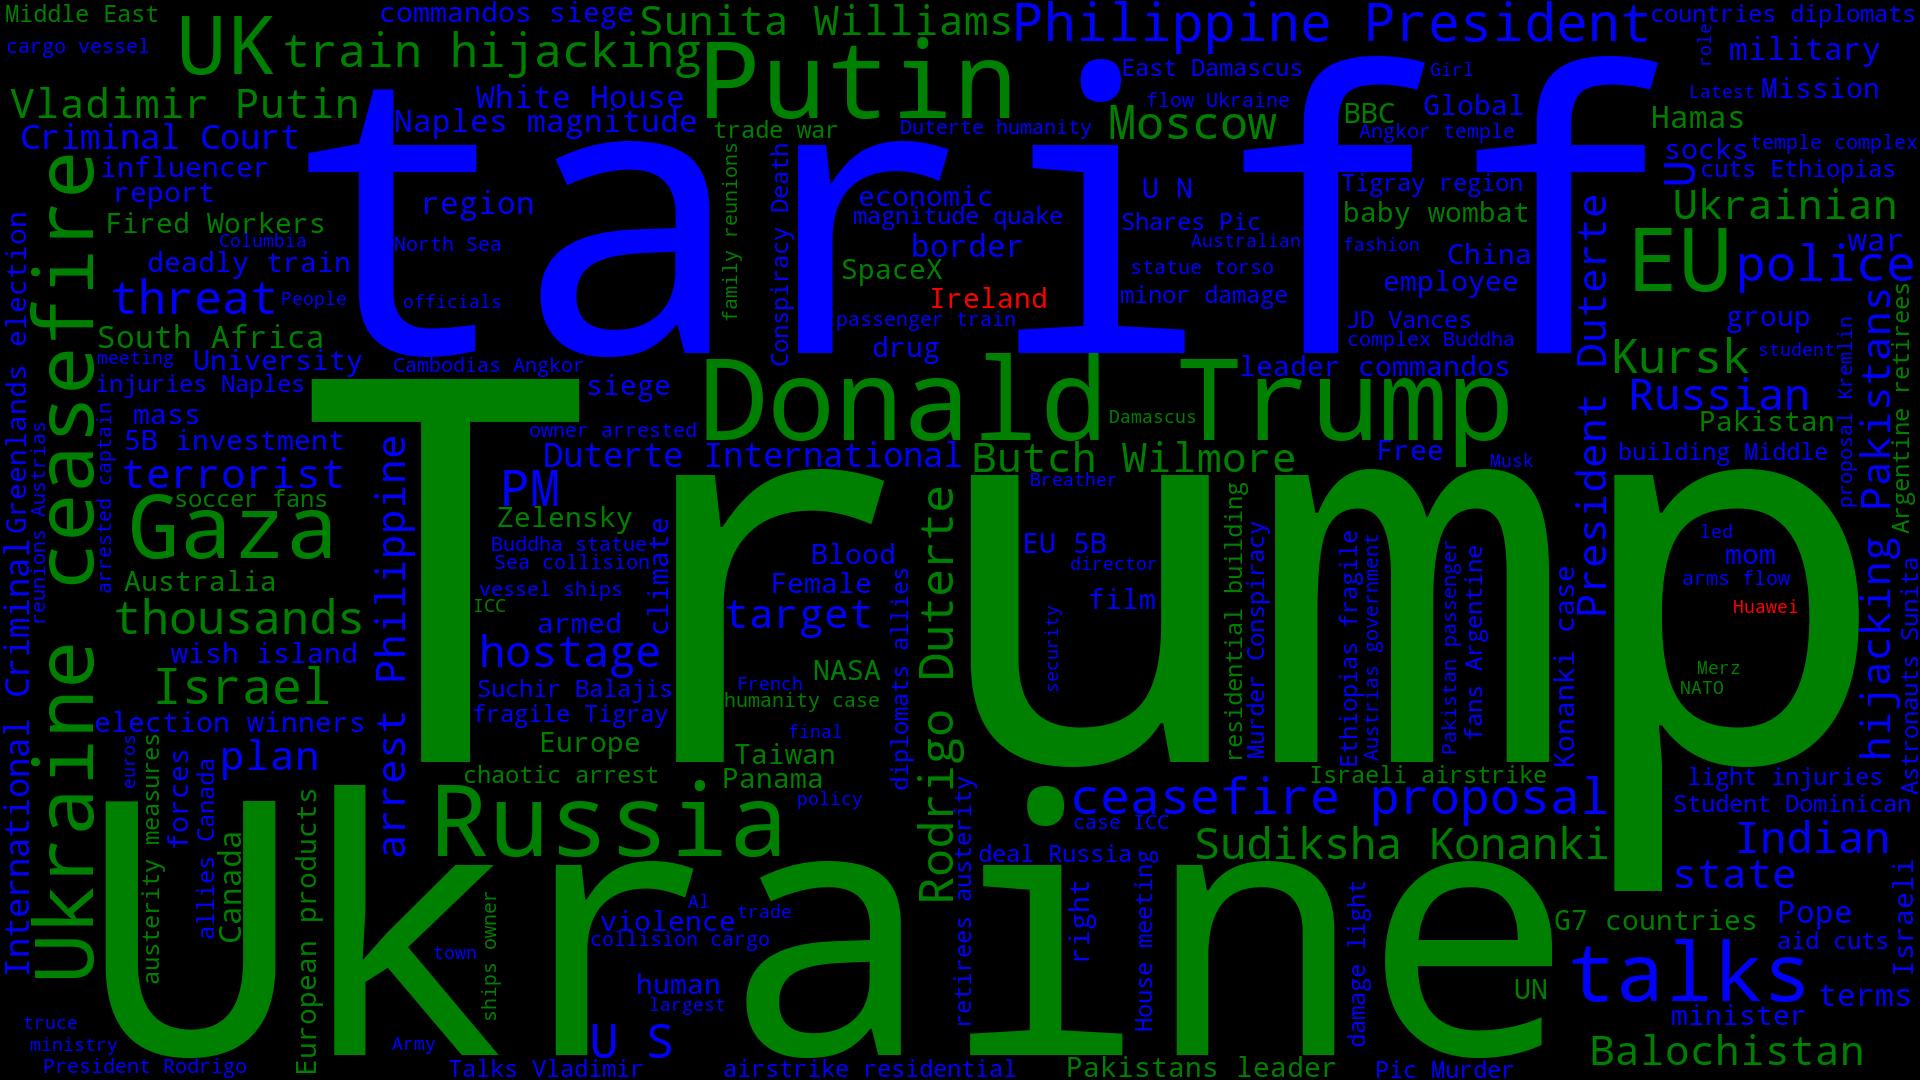 Middle East
commandos siege
Sunita Williams
Philippine President
countries diplomats
cargo vessel
UK
train hijacking
Putin
role
military
Vladimir Putin
White House
East Damascus
Girl
Latest
Mission
Naples magnitude
flow Ukraine
BBC
Global
Hamas
Criminal Court
trade war
Duterte humanity
Moscow
Angkor temple
socks
temple complex
tariff
influencer
report
region
family reunions
Conspiracy Death
economic
magnitude quake
U N
Tigray region
U
cuts Ethiopias
Fired Workers
Columbia
North Sea
border
Shares Pic
Australian
baby wombat
fashion
Ukrainian
war
deadly train
SpaceX
statue torso
China
EU
police
threat
People
officials
Ireland
minor damage
employee
South Africa
passenger train
JD Vances
group
meeting
University
Cambodias Angkor
drug
complex Buddha
President Duterte
Kursk
student
Greenlands election
Ukraine ceasefire
injuries Naples
siege
Donald Trump
leader commandos
Russian
proposal Kremlin
Pakistans
Argentine retirees
mass
Damascus
Pakistan
5B investment
owner arrested
Duterte International
Butch Wilmore
Free
Musk
building Middle
reunions Austrias
arrested captain
terrorist
soccer fans
Gaza
arrest Philippine
Trump
PM
Breather
Zelensky
Buddha statue
Sea collision
climate
Blood
EU 5B
director
led
mom
Australia
vessel ships
Female
film
arms flow
thousands
ICC
armed
target
Rodrigo Duterte
security
residential building
Murder Conspiracy
Ethiopias fragile
Austrias government
Pakistan passenger
fans Argentine
Konanki case
Huawei
wish island
hostage
NASA
Merz
Israel
Suchir Balajis
French
humanity case
NATO
hijacking
Astronauts Sunita
election winners
fragile Tigray
final
diplomats allies
International Criminal
euros
austerity measures
forces
plan
Europe
Taiwan
chaotic arrest
Panama
Israeli airstrike
light injuries
allies Canada
Canada
European products
Russia
policy
ceasefire proposal
Student Dominican
case ICC
Indian
deal Russia
Sudiksha Konanki
state
Ukraine
Al
violence
trade
collision cargo
retirees austerity
right
House meeting
damage light
G7 countries
Pope
aid cuts
Israeli
town
ships owner
human
largest
UN
talks
terms
truce
ministry
Army
U S
minister
President Rodrigo
Talks Vladimir
airstrike residential
Pakistans leader
Pic Murder
Balochistan